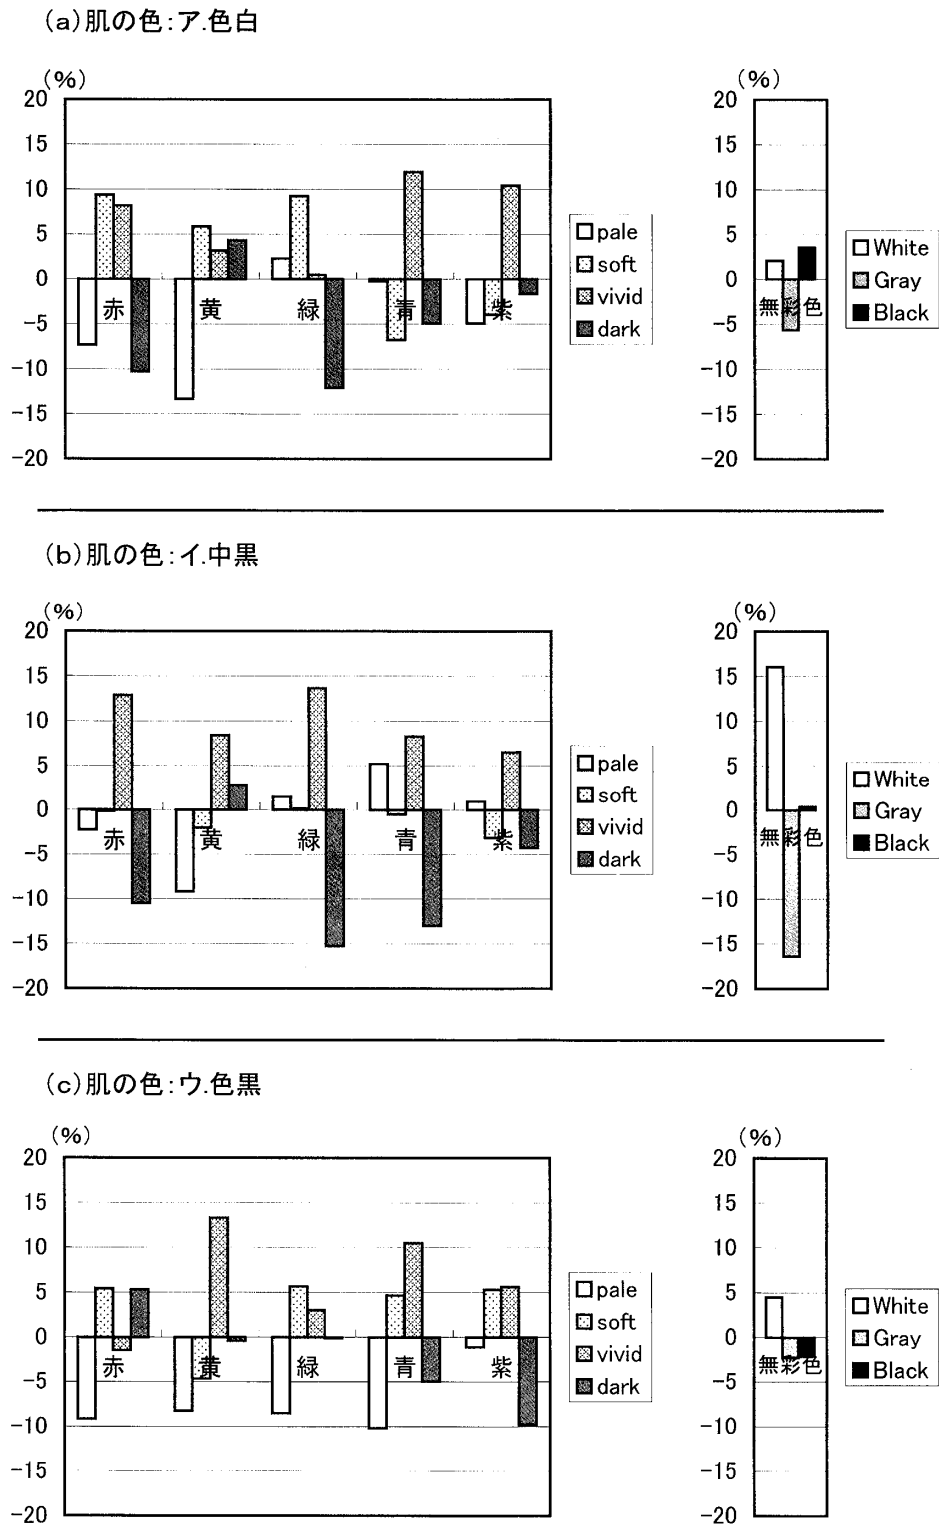 (a)肌の色:ア.色白
(%)
20
15
10
5
0
-5
-10
-15
-20
赤 黄 緑 青 紫
pale
soft
vivid
dark
(%)
20
15
10
5
0
-5
-10
-15
-20
無彩色
White
Gray
Black
(b)肌の色:イ.中黒
(%)
20
15
10
5
0
-5
-10
-15
-20
赤 黄 緑 青 紫
pale
soft
vivid
dark
(%)
20
15
10
5
0
-5
-10
-15
-20
無彩色
White
Gray
Black
(c)肌の色:ウ.色黒
(%)
20
15
10
5
0
-5
-10
-15
-20
赤 黄 緑 青 紫
pale
soft
vivid
dark
(%)
20
15
10
5
0
-5
-10
-15
-20
無彩色
White
Gray
Black